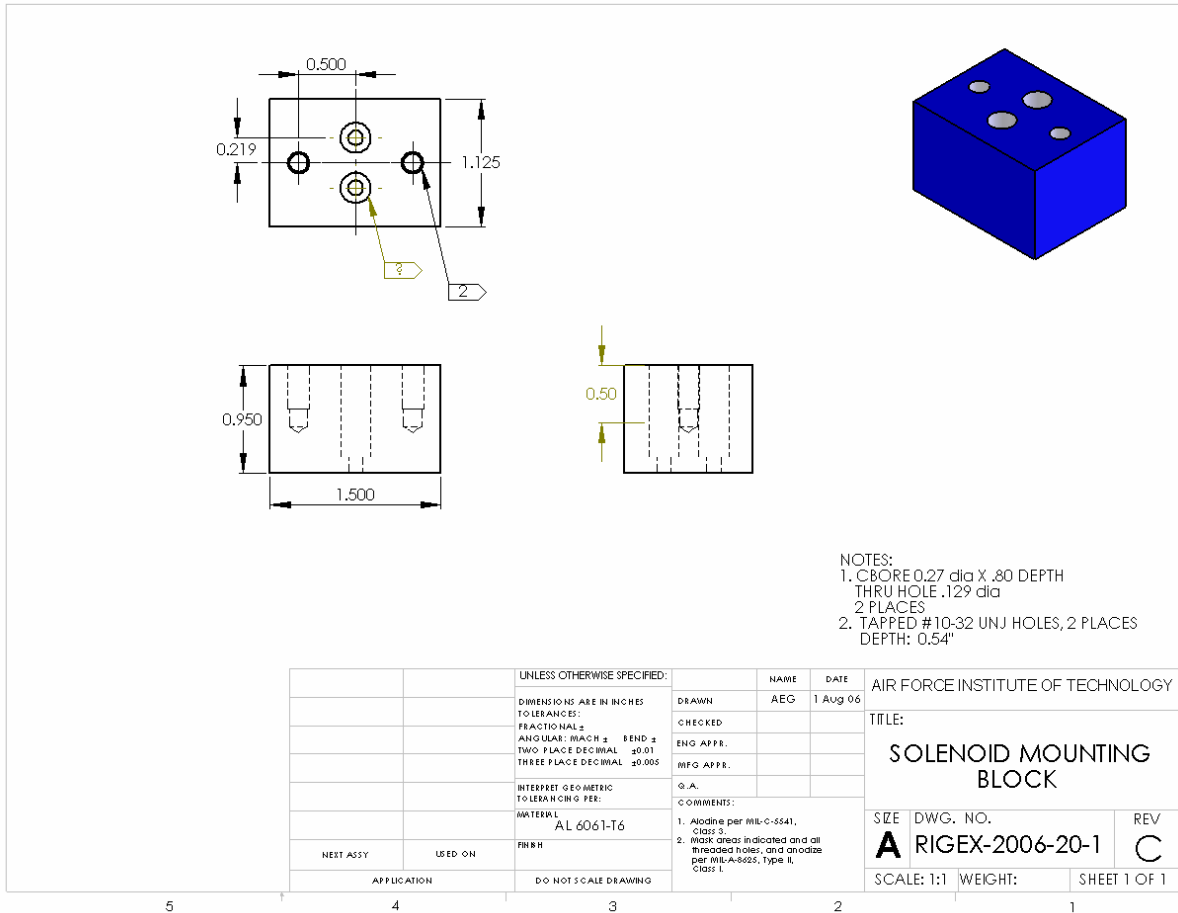 0.500
0.219
1.125
?
2
0.950
1.500
0.50
NOTES:
1. CBORE 0.27 dia X .80 DEPTH
THRU HOLE .129 dia
2 PLACES
2. TAPPED #10-32 UNJ HOLES, 2 PLACES
DEPTH: 0.54"
NEXT ASSY
USED ON
APPLICATION
UNLESS OTHERWISE SPECIFIED:
DIMENSIONS ARE IN INCHES
TOLERANCES:
FRACTIONAL ±
ANGULAR: MACH ± BEND ±
TWO PLACE DECIMAL ±0.01
THREE PLACE DECIMAL ±0.005
INTERPRET GEOMETRIC
TOLERANCING PER:
MATERIAL
AL 6061-T6
FINISH
DO NOT SCALE DRAWING
NAME DATE
DRAWN AEG 1 Aug 06
CHECKED
ENG APPR.
MFG APPR.
Q.A.
COMMENTS:
1. Alodine per MIL-C-5541,
Class 3.
2. Mask areas indicated and all
threaded holes, and anodize
per MIL-A-8625, Type II,
Class I.
AIR FORCE INSTITUTE OF TECHNOLOGY
TITLE:
SOLENOID MOUNTING
BLOCK
SIZE DWG. NO. REV
A RIGEX-2006-20-1 C
SCALE: 1:1 WEIGHT: SHEET 1 OF 1
5 4 3 2 1